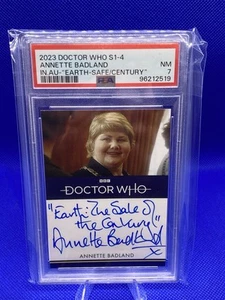 2023 DOCTOR WHO S1-4
ANNETTE BADLAND
IN AU-"EARTH-SAFE/CENTURY"
NM
7
PSA
96212519
BBC
DOCTOR WHO
"Earth: The Sale of
the Century"
Annette Badland
x
ANNETTE BADLAND